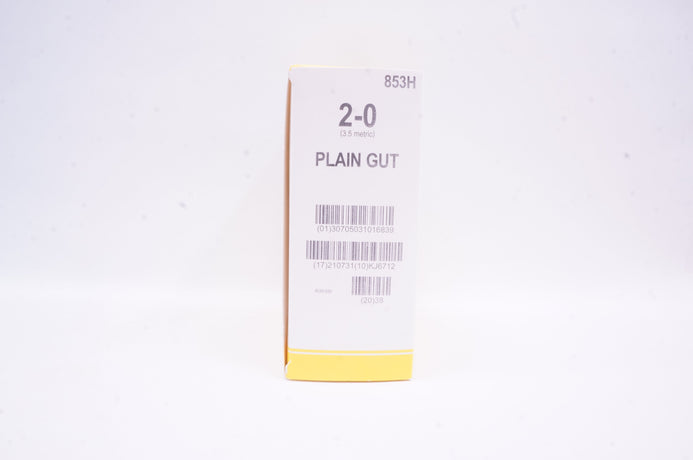 853H
2-0
(3.5 metric)
PLAIN GUT
(01)30705031016839
(17)210731(10)KJ6712
(20)38